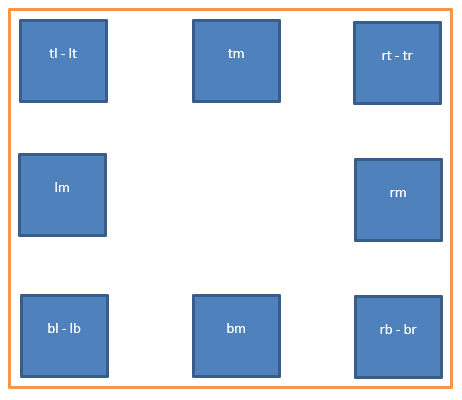 tl - lt
tm
rt - tr
lm
rm
bl - lb
bm
rb - br